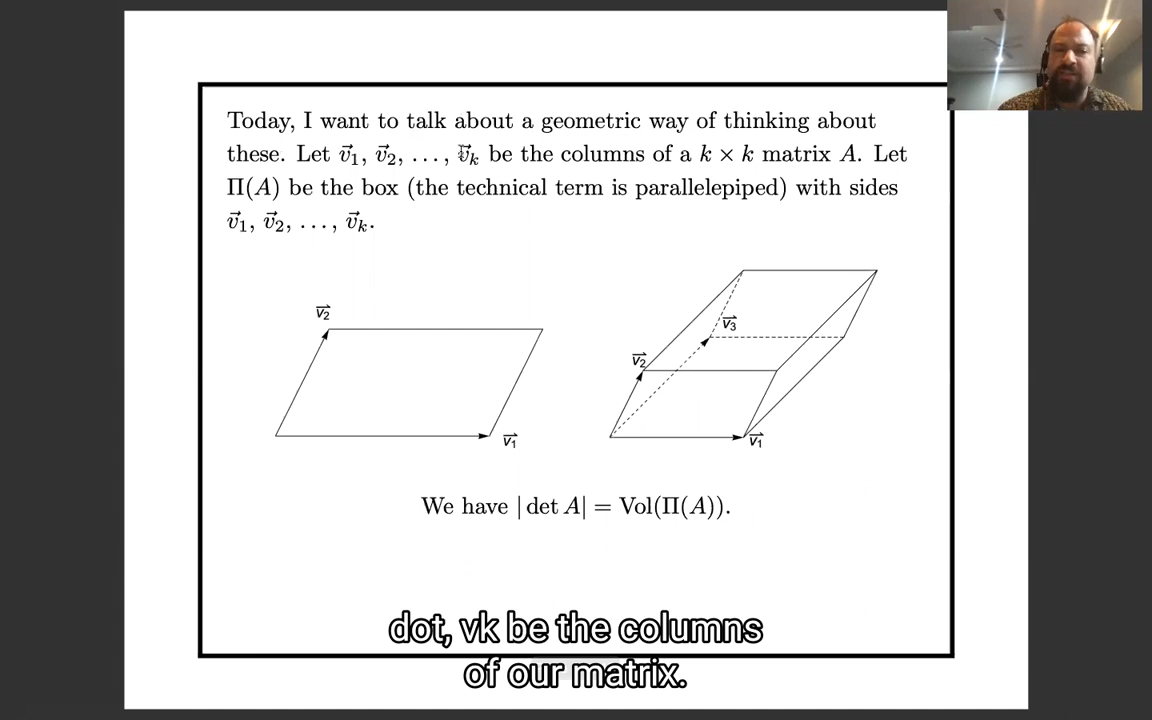 Today, I want to talk about a geometric way of thinking about
these. Let v⃗₁, v⃗₂, ..., v⃗ₖ be the columns of a k × k matrix A. Let
Π(A) be the box (the technical term is parallelepiped) with sides
v⃗₁, v⃗₂, ..., v⃗ₖ.
v⃗₂
v⃗₁
v⃗₃
v⃗₂
v⃗₁
We have | det A| = Vol(Π(A)).
dot, vk be the columns
of our matrix.